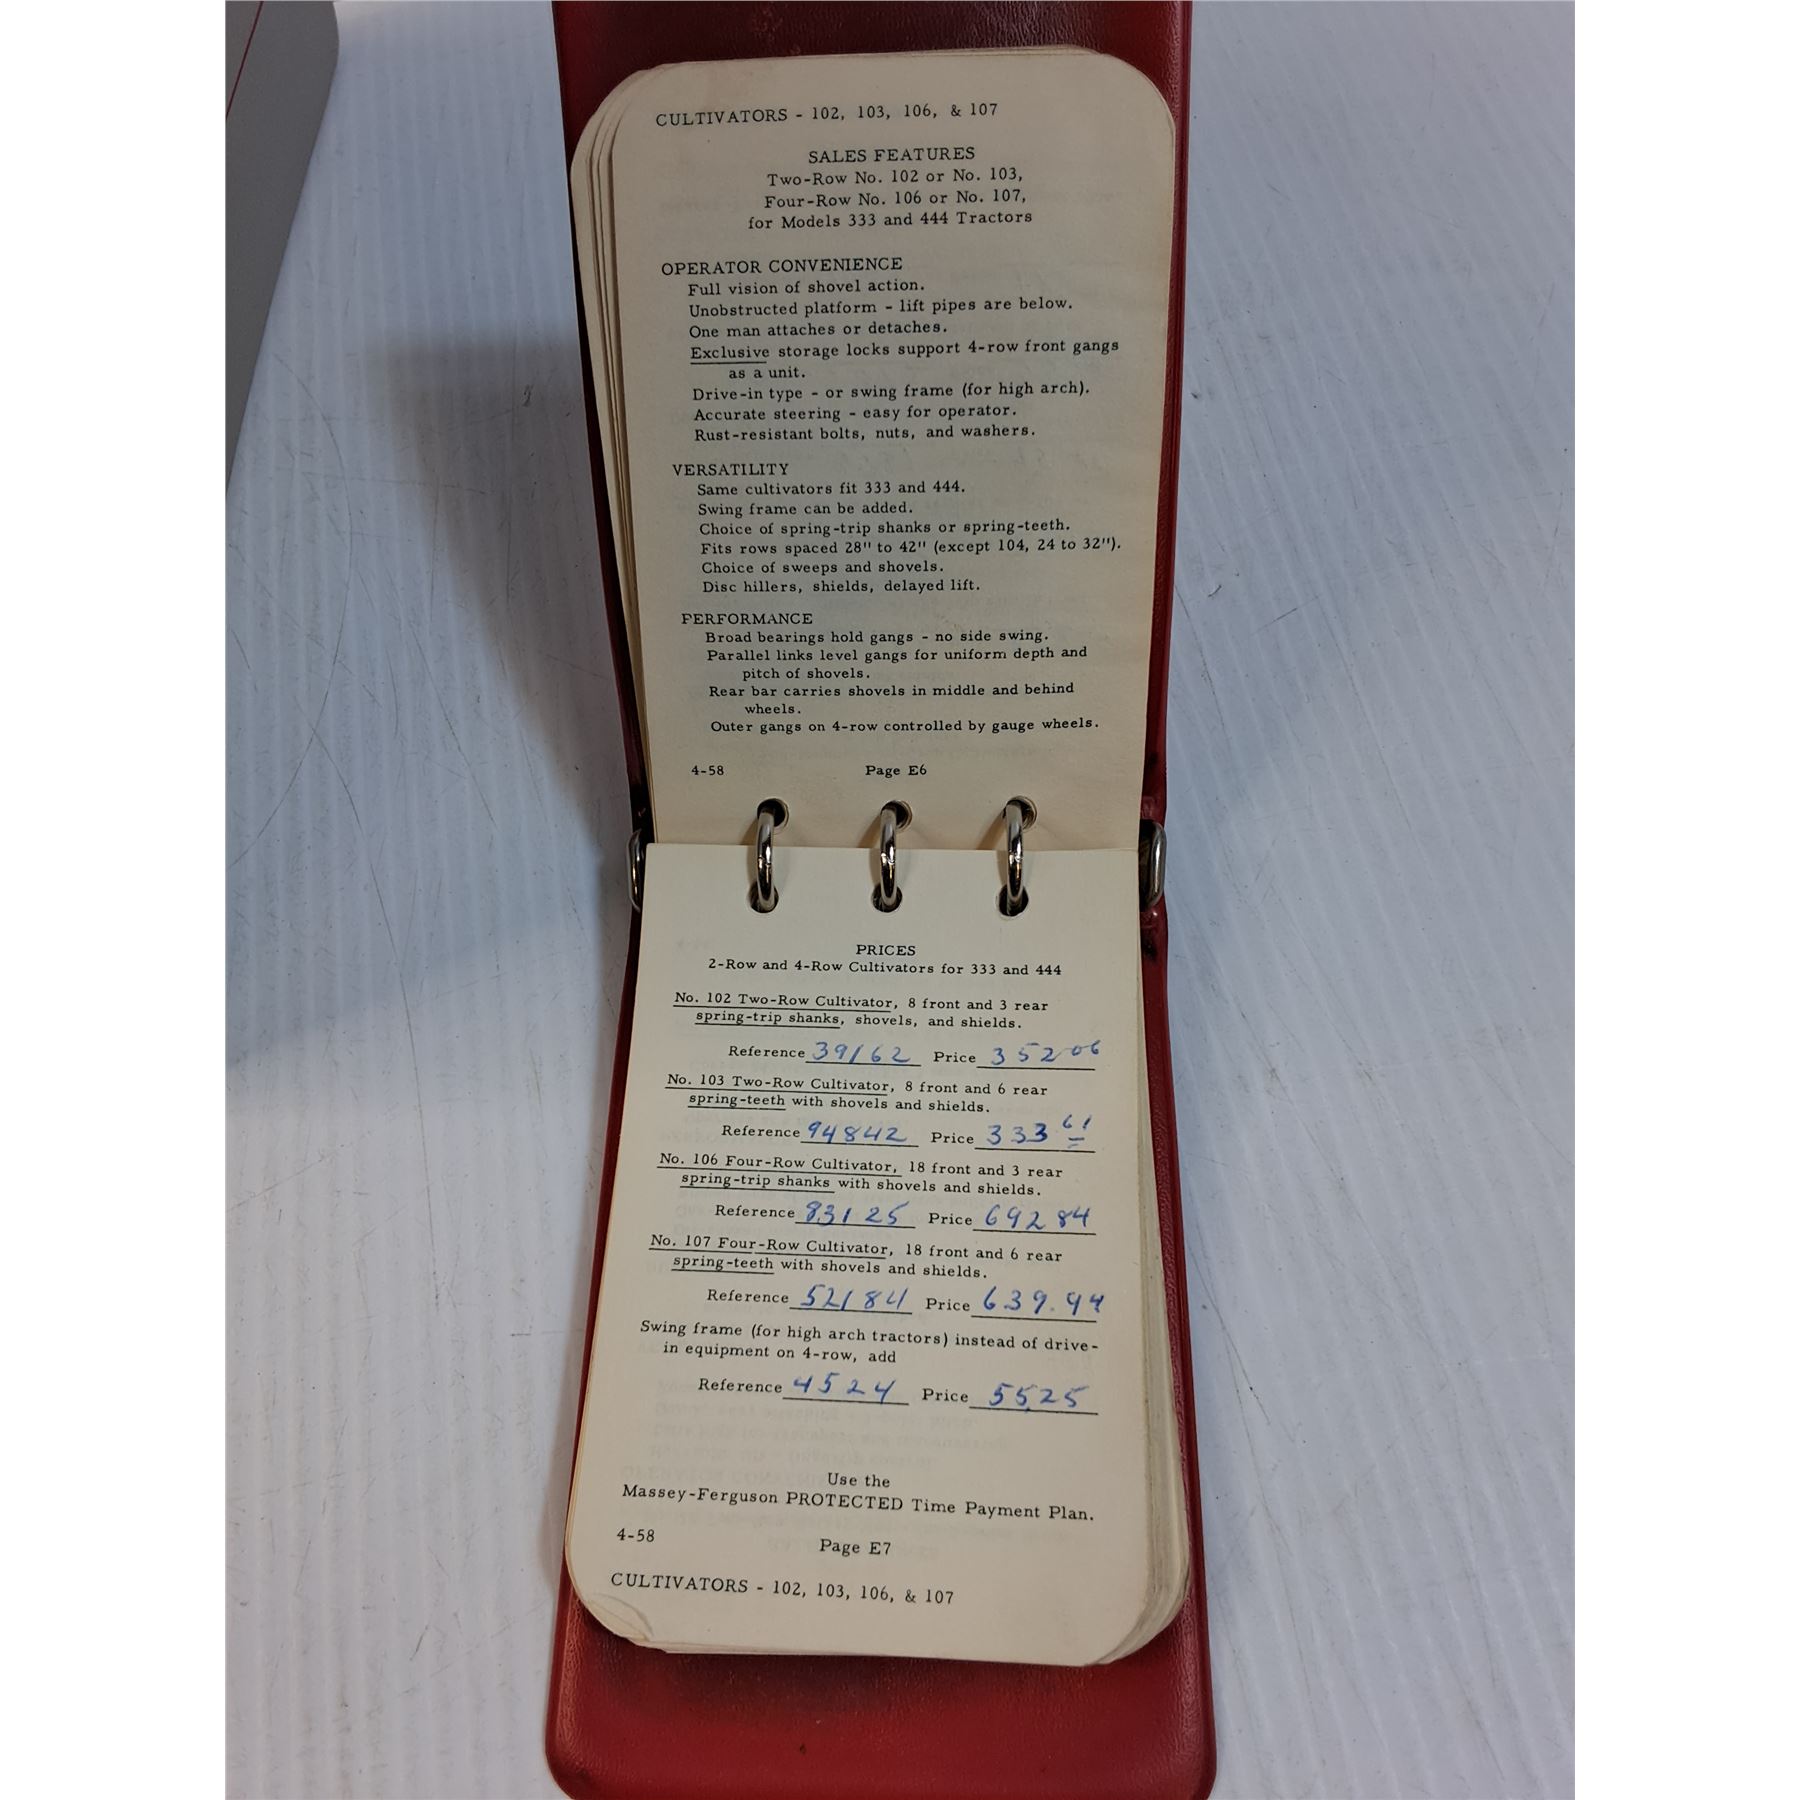 CULTIVATORS - 102, 103, 106, & 107
SALES FEATURES
Two-Row No. 102 or No. 103,
Four-Row No. 106 or No. 107,
for Models 333 and 444 Tractors
OPERATOR CONVENIENCE
Full vision of shovel action.
Unobstructed platform - lift pipes are below.
One man attaches or detaches.
Exclusive storage locks support 4-row front gangs
as a unit.
Drive-in type - or swing frame (for high arch).
Accurate steering - easy for operator.
Rust-resistant bolts, nuts, and washers.
VERSATILITY
Same cultivators fit 333 and 444.
Swing frame can be added.
Choice of spring-trip shanks or spring-teeth.
Fits rows spaced 28" to 42" (except 104, 24 to 32").
Choice of sweeps and shovels.
Disc hillers, shields, delayed lift.
PERFORMANCE
Broad bearings hold gangs - no side swing.
Parallel links level gangs for uniform depth and
pitch of shovels.
Rear bar carries shovels in middle and behind
wheels.
Outer gangs on 4-row controlled by gauge wheels.
4-58 Page E6
PRICES
2-Row and 4-Row Cultivators for 333 and 444
No. 102 Two-Row Cultivator, 8 front and 3 rear
spring-trip shanks, shovels, and shields.
Reference 39162 Price 352 06
No. 103 Two-Row Cultivator, 8 front and 6 rear
spring-teeth with shovels and shields.
Reference 94842 Price 333 61
No. 106 Four-Row Cultivator, 18 front and 3 rear
spring-trip shanks with shovels and shields.
Reference 83125 Price 692 84
No. 107 Four-Row Cultivator, 18 front and 6 rear
spring-teeth with shovels and shields.
Reference 52184 Price 639.94
Swing frame (for high arch tractors) instead of drive-
in equipment on 4-row, add
Reference 4524 Price 55.25
Use the
Massey-Ferguson PROTECTED Time Payment Plan.
4-58 Page E7
CULTIVATORS - 102, 103, 106, & 107